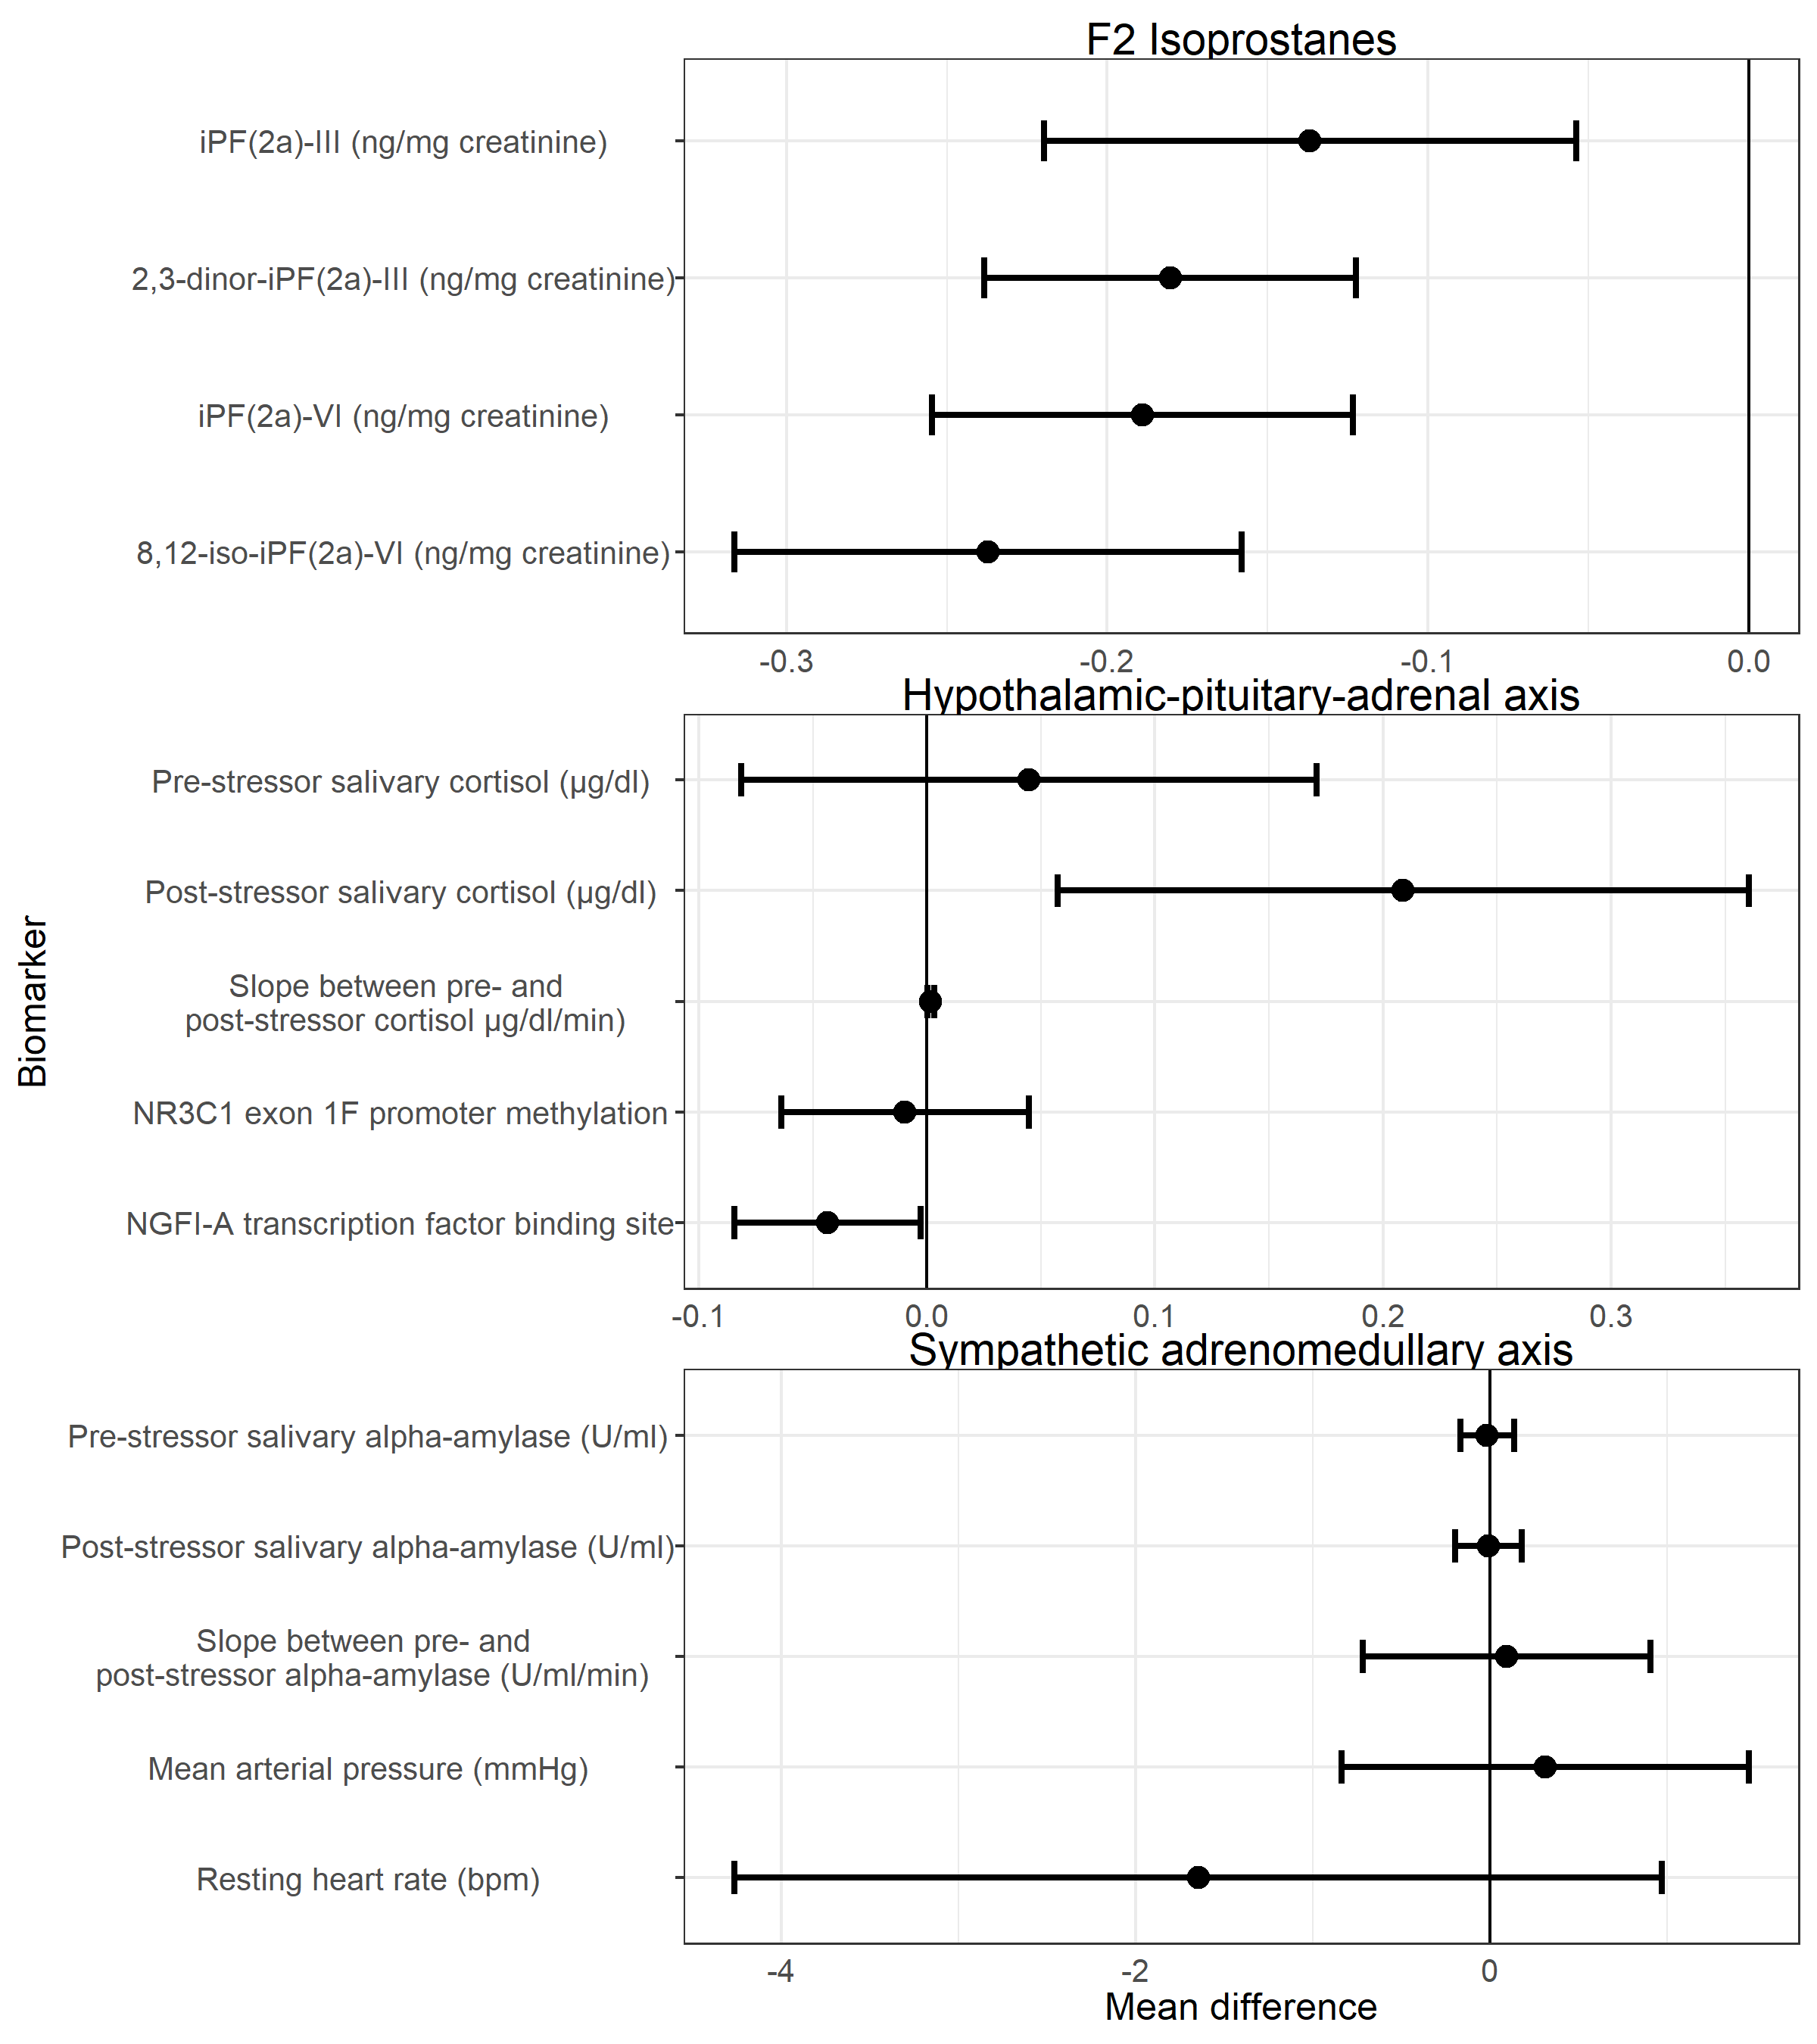 F2 Isoprostanes
iPF(2a)-III (ng/mg creatinine)
2,3-dinor-iPF(2a)-III (ng/mg creatinine)
iPF(2a)-VI (ng/mg creatinine)
8,12-iso-iPF(2a)-VI (ng/mg creatinine)
-0.3 -0.2 -0.1 0.0
Hypothalamic-pituitary-adrenal axis
Pre-stressor salivary cortisol (µg/dl)
Post-stressor salivary cortisol (µg/dl)
Slope between pre- and
post-stressor cortisol µg/dl/min)
NR3C1 exon 1F promoter methylation
NGFI-A transcription factor binding site
-0.1 0.0 0.1 0.2 0.3
Biomarker
Sympathetic adrenomedullary axis
Pre-stressor salivary alpha-amylase (U/ml)
Post-stressor salivary alpha-amylase (U/ml)
Slope between pre- and
post-stressor alpha-amylase (U/ml/min)
Mean arterial pressure (mmHg)
Resting heart rate (bpm)
-4 -2 0
Mean difference